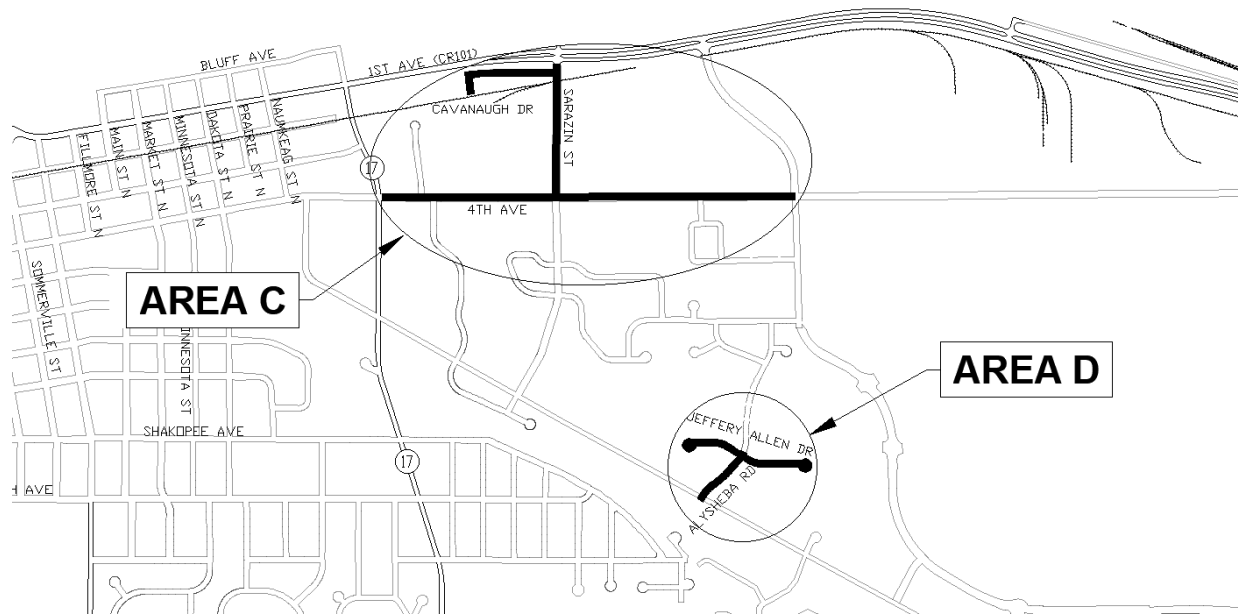 BLUFF AVE
1ST AVE (CR101)
CAVANAUGH DR
SARAZIN ST
FILLMORE ST N
MAIN ST N
MARKET ST N
MINNESOTA ST N
DAKOTA ST N
PRAIRIE ST N
NAUMKEAG ST N
17
4TH AVE
AREA C
SOMMERVILLE ST
INNESOTA ST
AREA D
JEFFERY ALLEN DR
ALYSHEBA RD
SHAKOPEE AVE
17
H AVE